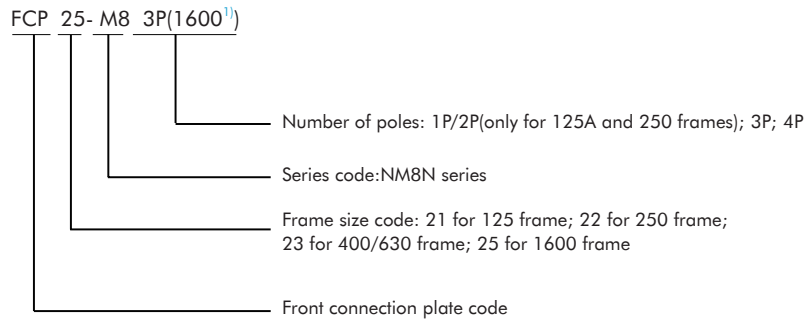 FCP 25- M8 3P(1600¹⁾)
Number of poles: 1P/2P(only for 125A and 250 frames); 3P; 4P
Series code:NM8N series
Frame size code: 21 for 125 frame; 22 for 250 frame;
23 for 400/630 frame; 25 for 1600 frame
Front connection plate code